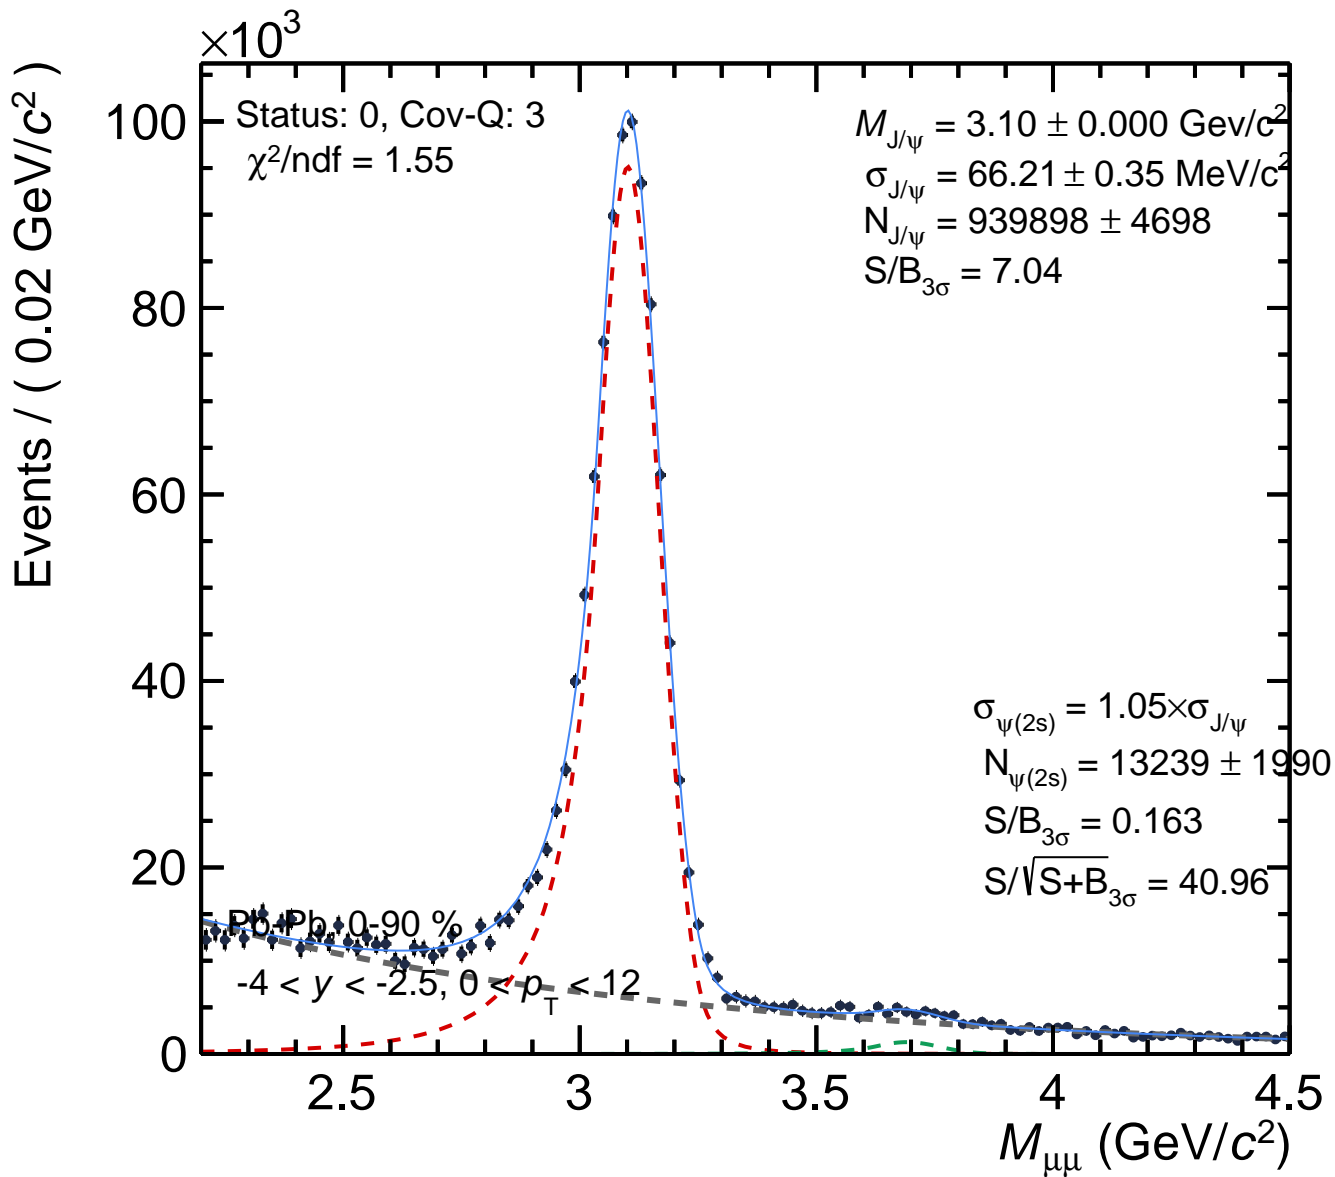 ×10³
Events / ( 0.02 GeV/c²)
Status: 0, Cov-Q: 3
χ²/ndf = 1.55
M_J/ψ = 3.10 ± 0.000 Gev/c²
σ_J/ψ = 66.21 ± 0.35 MeV/c²
N_J/ψ = 939898 ± 4698
S/B_3σ = 7.04
σ_ψ(2s) = 1.05×σ_J/ψ
N_ψ(2s) = 13239 ± 1990
S/B_3σ = 0.163
S/√S+B_3σ = 40.96
Pb-Pb, 0-90 %
-4 < y < -2.5, 0 < p_T < 12
100
80
60
40
20
0
2.5 3 3.5 4 4.5
M_μμ (GeV/c²)